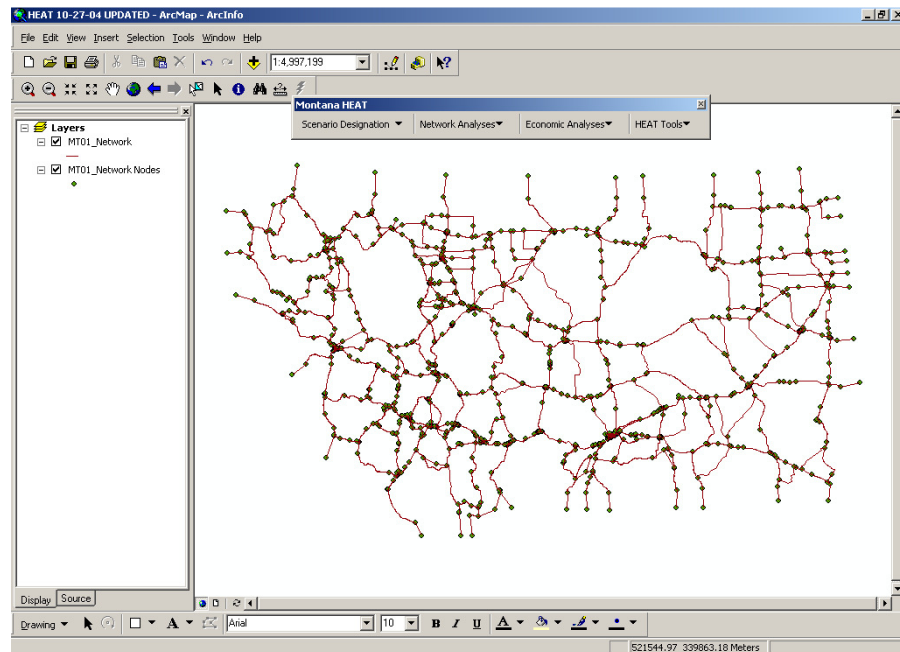 HEAT 10-27-04 UPDATED - ArcMap - ArcInfo
File Edit View Insert Selection Tools Window Help
1:4,997,199
Montana HEAT
Scenario Designation Network Analyses Economic Analyses HEAT Tools
Layers
MT01_Network
MT01_Network Nodes
Display Source
Drawing A Arial 10 B I U A
521544.97 339863.18 Meters